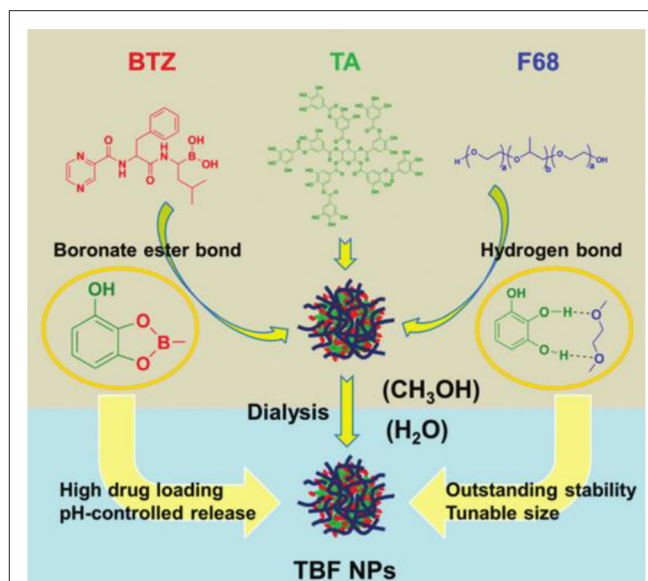 BTZ
TA
F68
Boronate ester bond
Hydrogen bond
OH
O
O
B
OH
O
H
O
O
H
O
(CH₃OH)
Dialysis
(H₂O)
High drug loading
pH-controlled release
Outstanding stability
Tunable size
TBF NPs